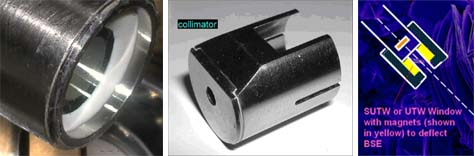 collimator
SUTW or UTW Window
with magnets (shown
in yellow) to deflect
BSE